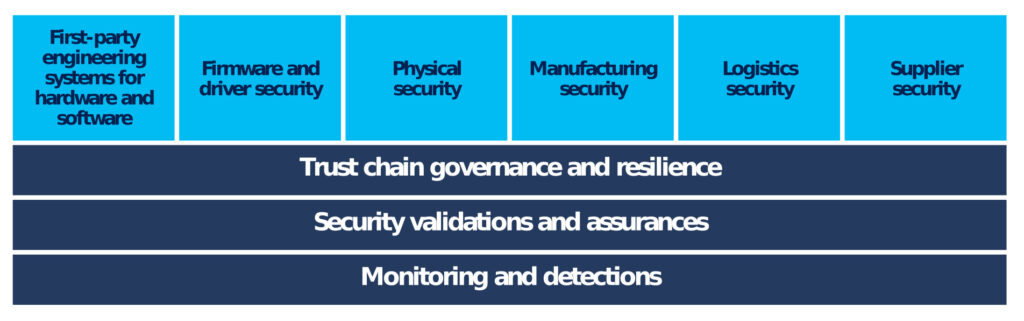 First-party
engineering
systems for
hardware and
software
Firmware and
driver security
Physical
security
Manufacturing
security
Logistics
security
Supplier
security
Trust chain governance and resilience
Security validations and assurances
Monitoring and detections